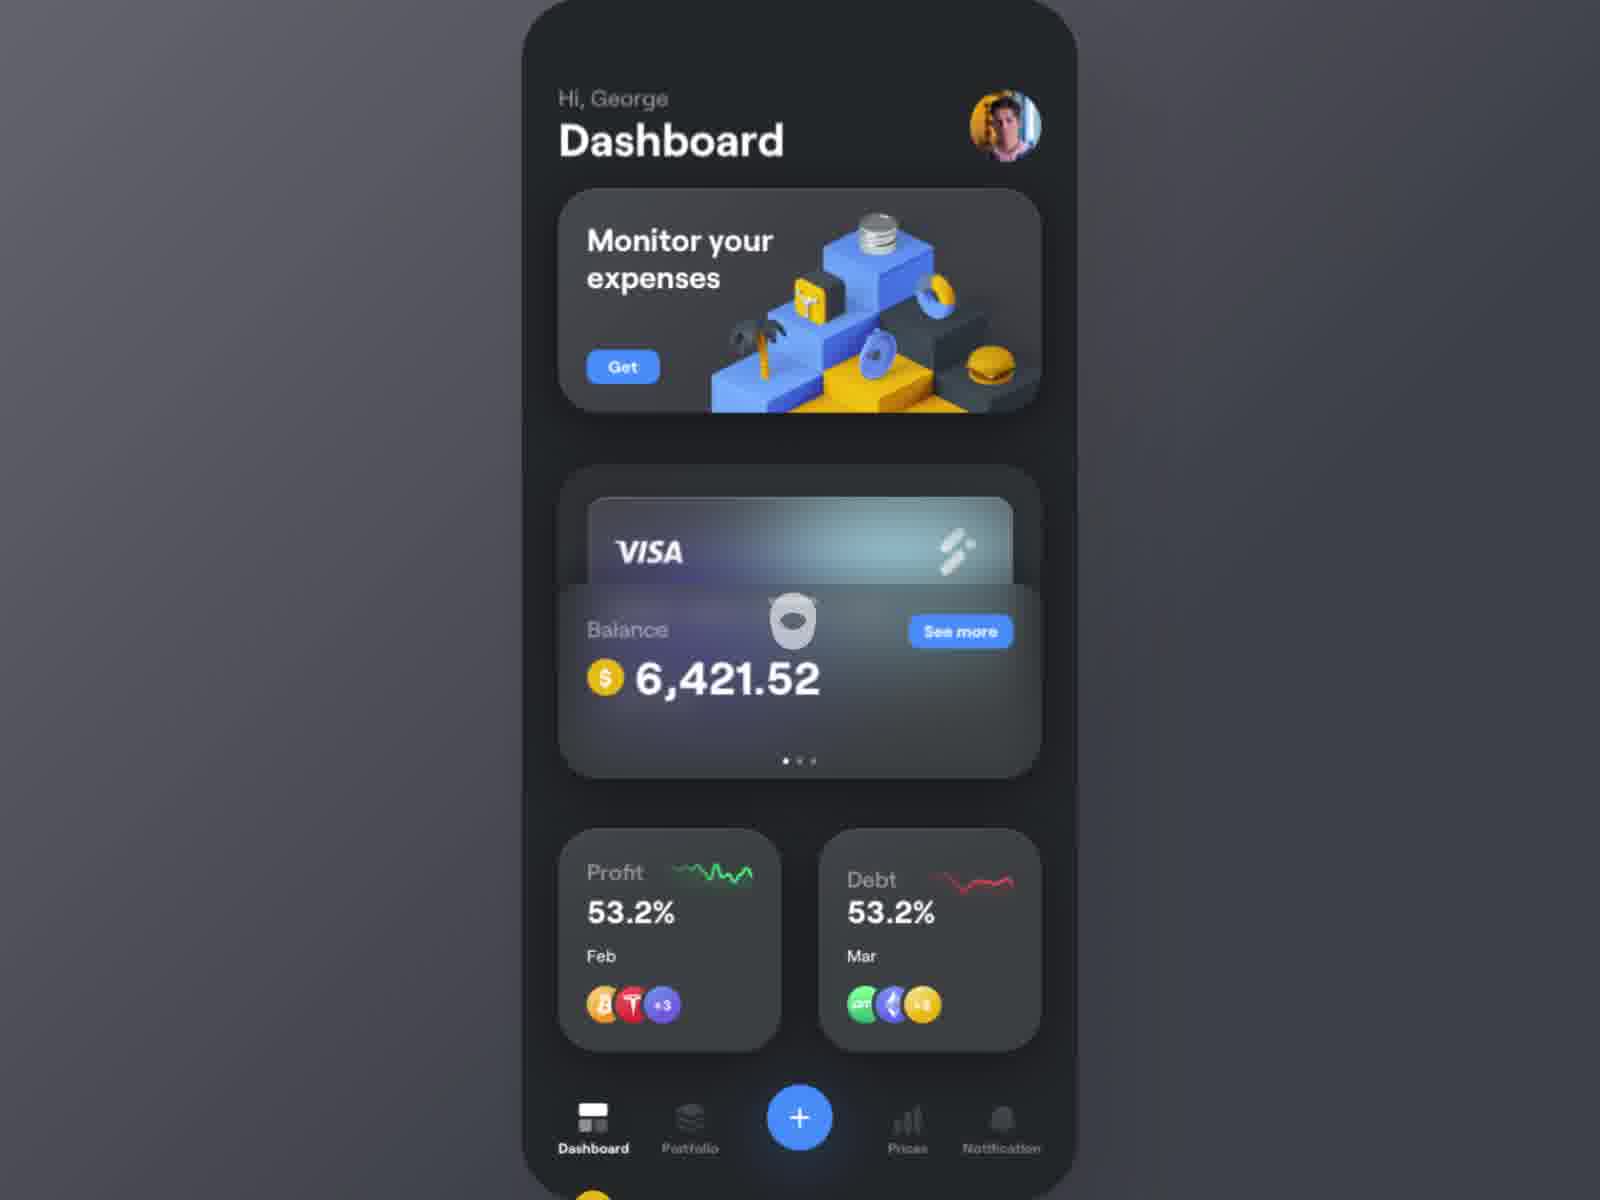 Hi, George
Dashboard
Monitor your
expenses
Get
VISA
Balance
See more
$ 6,421.52
Profit
53.2%
Feb
+3
Debt
53.2%
Mar
Dashboard
Portfolio
+
Prices
Notification